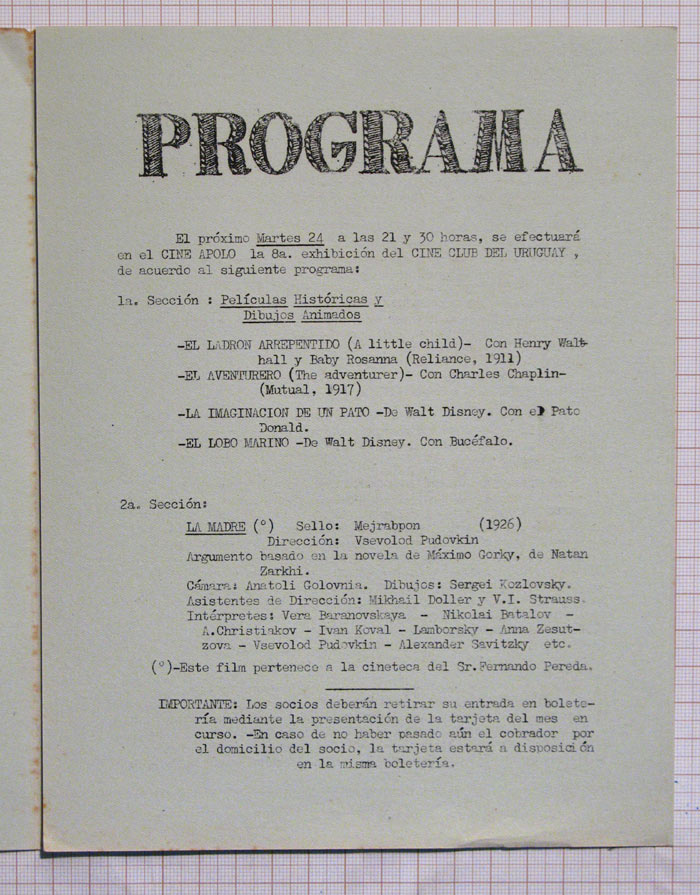 PROGRAMA
El próximo Martes 24 a las 21 y 30 horas, se efectuará
en el CINE APOLO la 8a. exhibición del CINE CLUB DEL URUGUAY ,
de acuerdo al siguiente programa:
1a. Sección : Películas Históricas y
Dibujos Animados
-EL LADRON ARREPENTIDO (A little child)- Con Henry Walt-
hall y Baby Rosanna (Reliance, 1911)
-EL AVENTURERO (The adventurer)- Con Charles Chaplin-
(Mutual, 1917)
-LA IMAGINACION DE UN PATO -De Walt Disney. Con el Pato
Donald.
-EL LOBO MARINO -De Walt Disney. Con Bucéfalo.
2a. Sección:
LA MADRE (º) Sello: Mejrabpon (1926)
Dirección: Vsevolod Pudovkin
Argumento basado en la novela de Máximo Gorky, de Natan
Zarkhi.
Cámara: Anatoli Golovnia. Dibujos: Sergei Kozlovsky.
Asistentes de Dirección: Mikhail Doller y V.I. Strauss.
Intérpretes: Vera Baranovskaya - Nikolai Batalov -
A.Christiakov - Ivan Koval - Lamborsky - Anna Zesut-
zova - Vsevolod Pudovkin - Alexander Savitzky etc.
(º)-Este film pertenece a la cineteca del Sr.Fernando Pereda.
IMPORTANTE: Los socios deberán retirar su entrada en bolete-
ría mediante la presentación de la tarjeta del mes en
curso. -En caso de no haber pasado aún el cobrador por
el domicilio del socio, la tarjeta estará a disposición
en la misma boletería.